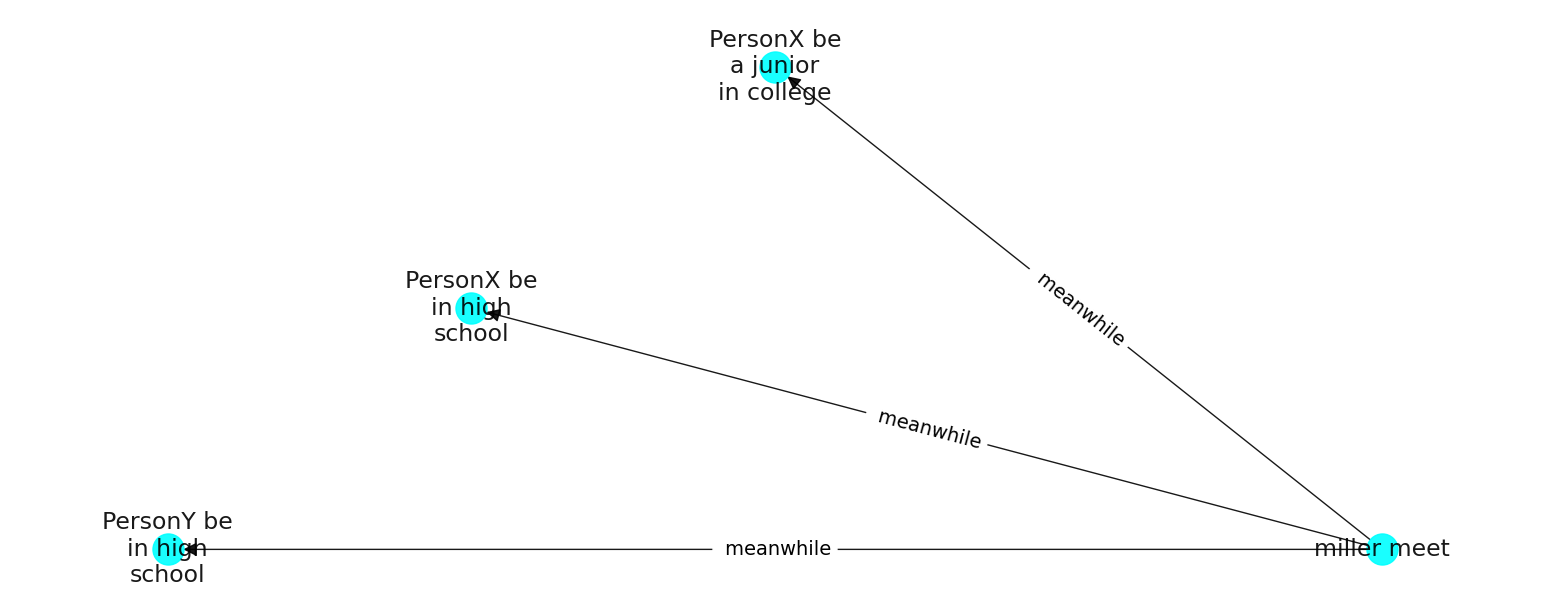 PersonX be
a junior
in college
meanwhile
PersonX be
in high
school
meanwhile
PersonY be
in high
school
meanwhile
miller meet